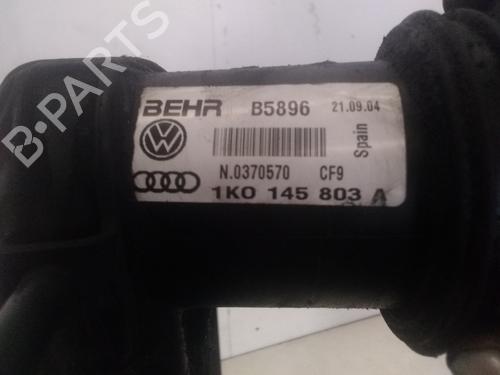 BEHR B5896 21.09.04
Spain
N.0370570 CF9
1K0 145 803 A
B-PARTS